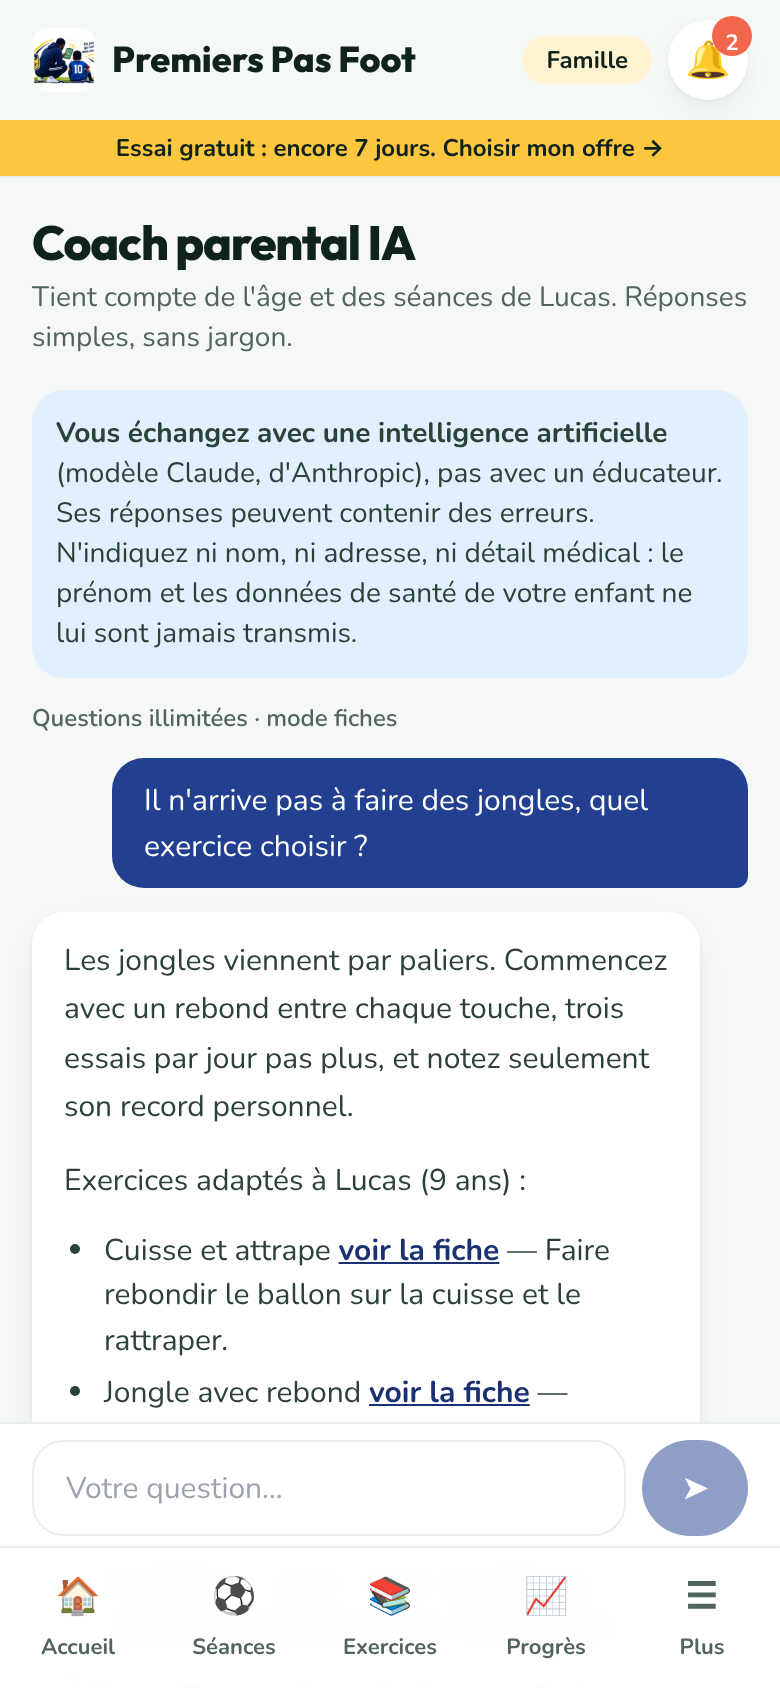 Premiers Pas Foot
Famille
2
10
Essai gratuit : encore 7 jours. Choisir mon offre →
Coach parental IA
Tient compte de l'âge et des séances de Lucas. Réponses
simples, sans jargon.
Vous échangez avec une intelligence artificielle
(modèle Claude, d'Anthropic), pas avec un éducateur.
Ses réponses peuvent contenir des erreurs.
N'indiquez ni nom, ni adresse, ni détail médical : le
prénom et les données de santé de votre enfant ne
lui sont jamais transmis.
Questions illimitées · mode fiches
Il n'arrive pas à faire des jongles, quel
exercice choisir ?
Les jongles viennent par paliers. Commencez
avec un rebond entre chaque touche, trois
essais par jour pas plus, et notez seulement
son record personnel.
Exercices adaptés à Lucas (9 ans) :
• Cuisse et attrape voir la fiche — Faire
rebondir le ballon sur la cuisse et le
rattraper.
• Jongle avec rebond voir la fiche —
Votre question...
Accueil
Séances
Exercices
Progrès
Plus